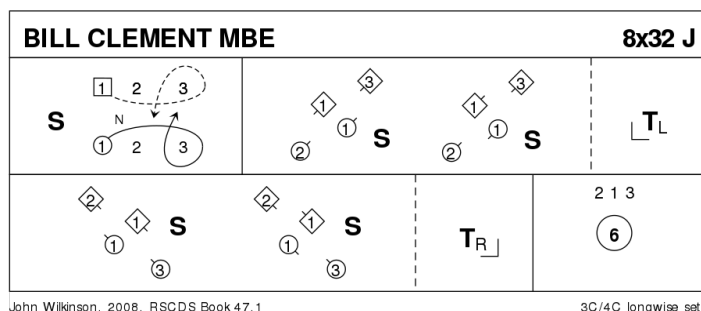 BILL CLEMENT MBE 8x32 J
1 2 3
S N
1 2 3
3 3
1 1
1 S 1 S
2 2
TL
2 2
1 S 1 S
1 1
3 3
TR
2 1 3
6
John Wilkinson, 2008, RSCDS Book 47.1 3C/4C longwise set